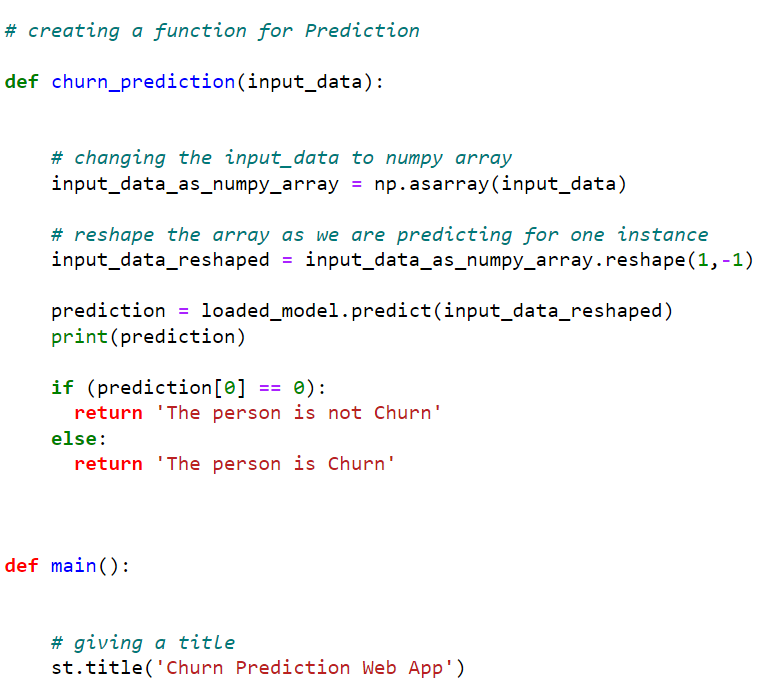 # creating a function for Prediction
def churn_prediction(input_data):
# changing the input_data to numpy array
input_data_as_numpy_array = np.asarray(input_data)
# reshape the array as we are predicting for one instance
input_data_reshaped = input_data_as_numpy_array.reshape(1,-1)
prediction = loaded_model.predict(input_data_reshaped)
print(prediction)
if (prediction[0] == 0):
return 'The person is not Churn'
else:
return 'The person is Churn'
def main():
# giving a title
st.title('Churn Prediction Web App')